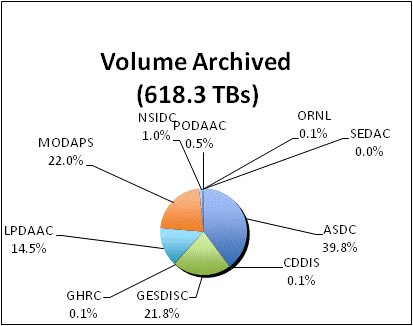 Volume Archived
(618.3 TBs)
NSIDC
1.0%
PODAAC
0.5%
ORNL
0.1%
SEDAC
0.0%
MODAPS
22.0%
ASDC
39.8%
LPDAAC
14.5%
CDDIS
0.1%
GHRC
0.1%
GESDISC
21.8%